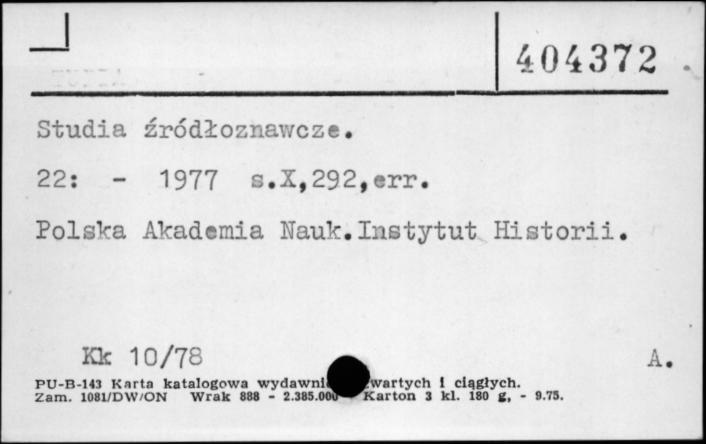 404372
Studia źródłoznawcze.
22: - 1977 s.X,292,err.
Polska Akademia Nauk.Instytut Historii.
Kk 10/78 A.
PU-B-143 Karta katalogowa wydawni wartych i ciągłych.
Zam. 1081/DW/ON Wrak 888 - 2.385.000 Karton 3 kl. 180 g, - 9.75.